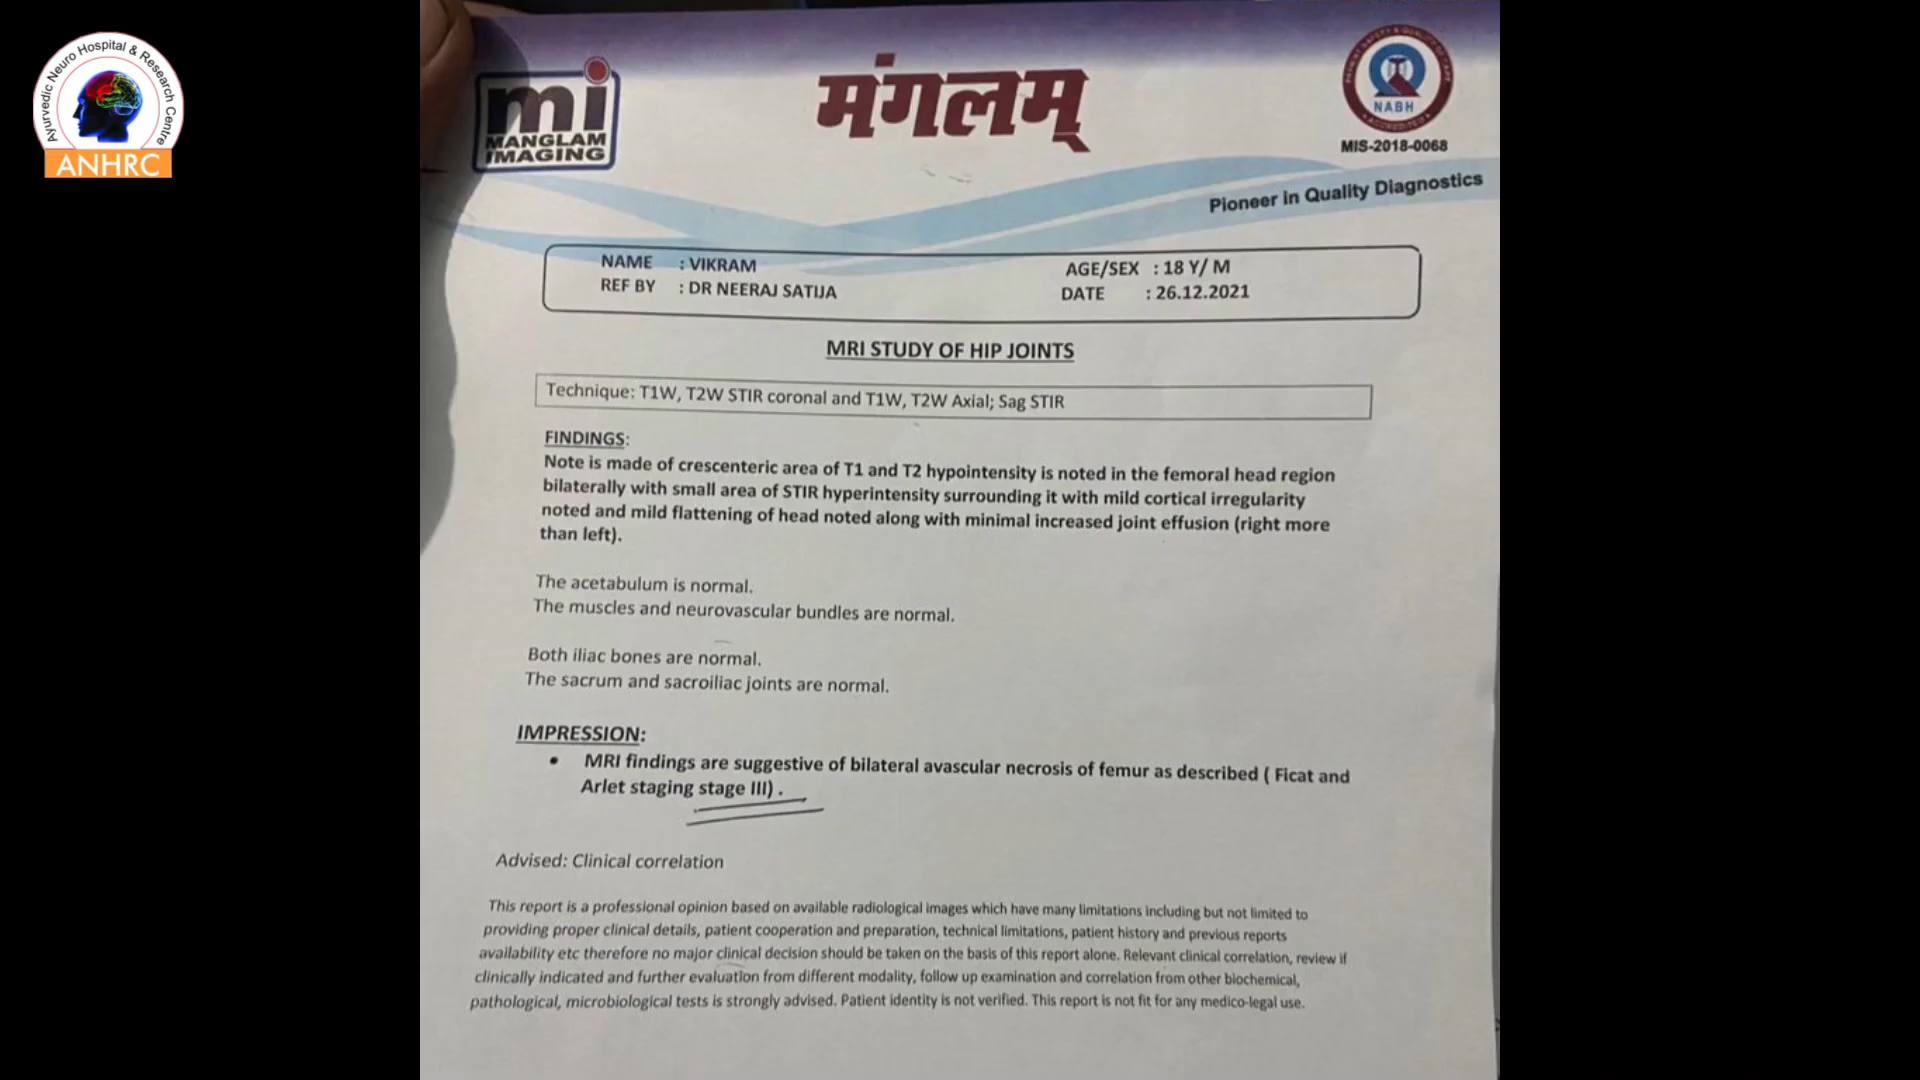 Ayurvedic Neuro Hospital & Research Centre
ANHRC
mi
MANGLAM
IMAGING
मंगलम्
NABH
MIS-2018-0068
Pioneer in Quality Diagnostics
NAME : VIKRAM AGE/SEX : 18 Y/ M
REF BY : DR NEERAJ SATIJA DATE : 26.12.2021
MRI STUDY OF HIP JOINTS
Technique: T1W, T2W STIR coronal and T1W, T2W Axial; Sag STIR
FINDINGS:
Note is made of crescenteric area of T1 and T2 hypointensity is noted in the femoral head region
bilaterally with small area of STIR hyperintensity surrounding it with mild cortical irregularity
noted and mild flattening of head noted along with minimal increased joint effusion (right more
than left).
The acetabulum is normal.
The muscles and neurovascular bundles are normal.
Both iliac bones are normal.
The sacrum and sacroiliac joints are normal.
IMPRESSION:
• MRI findings are suggestive of bilateral avascular necrosis of femur as described ( Ficat and
Arlet staging stage III) .
Advised: Clinical correlation
This report is a professional opinion based on available radiological images which have many limitations including but not limited to
providing proper clinical details, patient cooperation and preparation, technical limitations, patient history and previous reports
availability etc therefore no major clinical decision should be taken on the basis of this report alone. Relevant clinical correlation, review if
clinically indicated and further evaluation from different modality, follow up examination and correlation from other biochemical,
pathological, microbiological tests is strongly advised. Patient identity is not verified. This report is not fit for any medico-legal use.